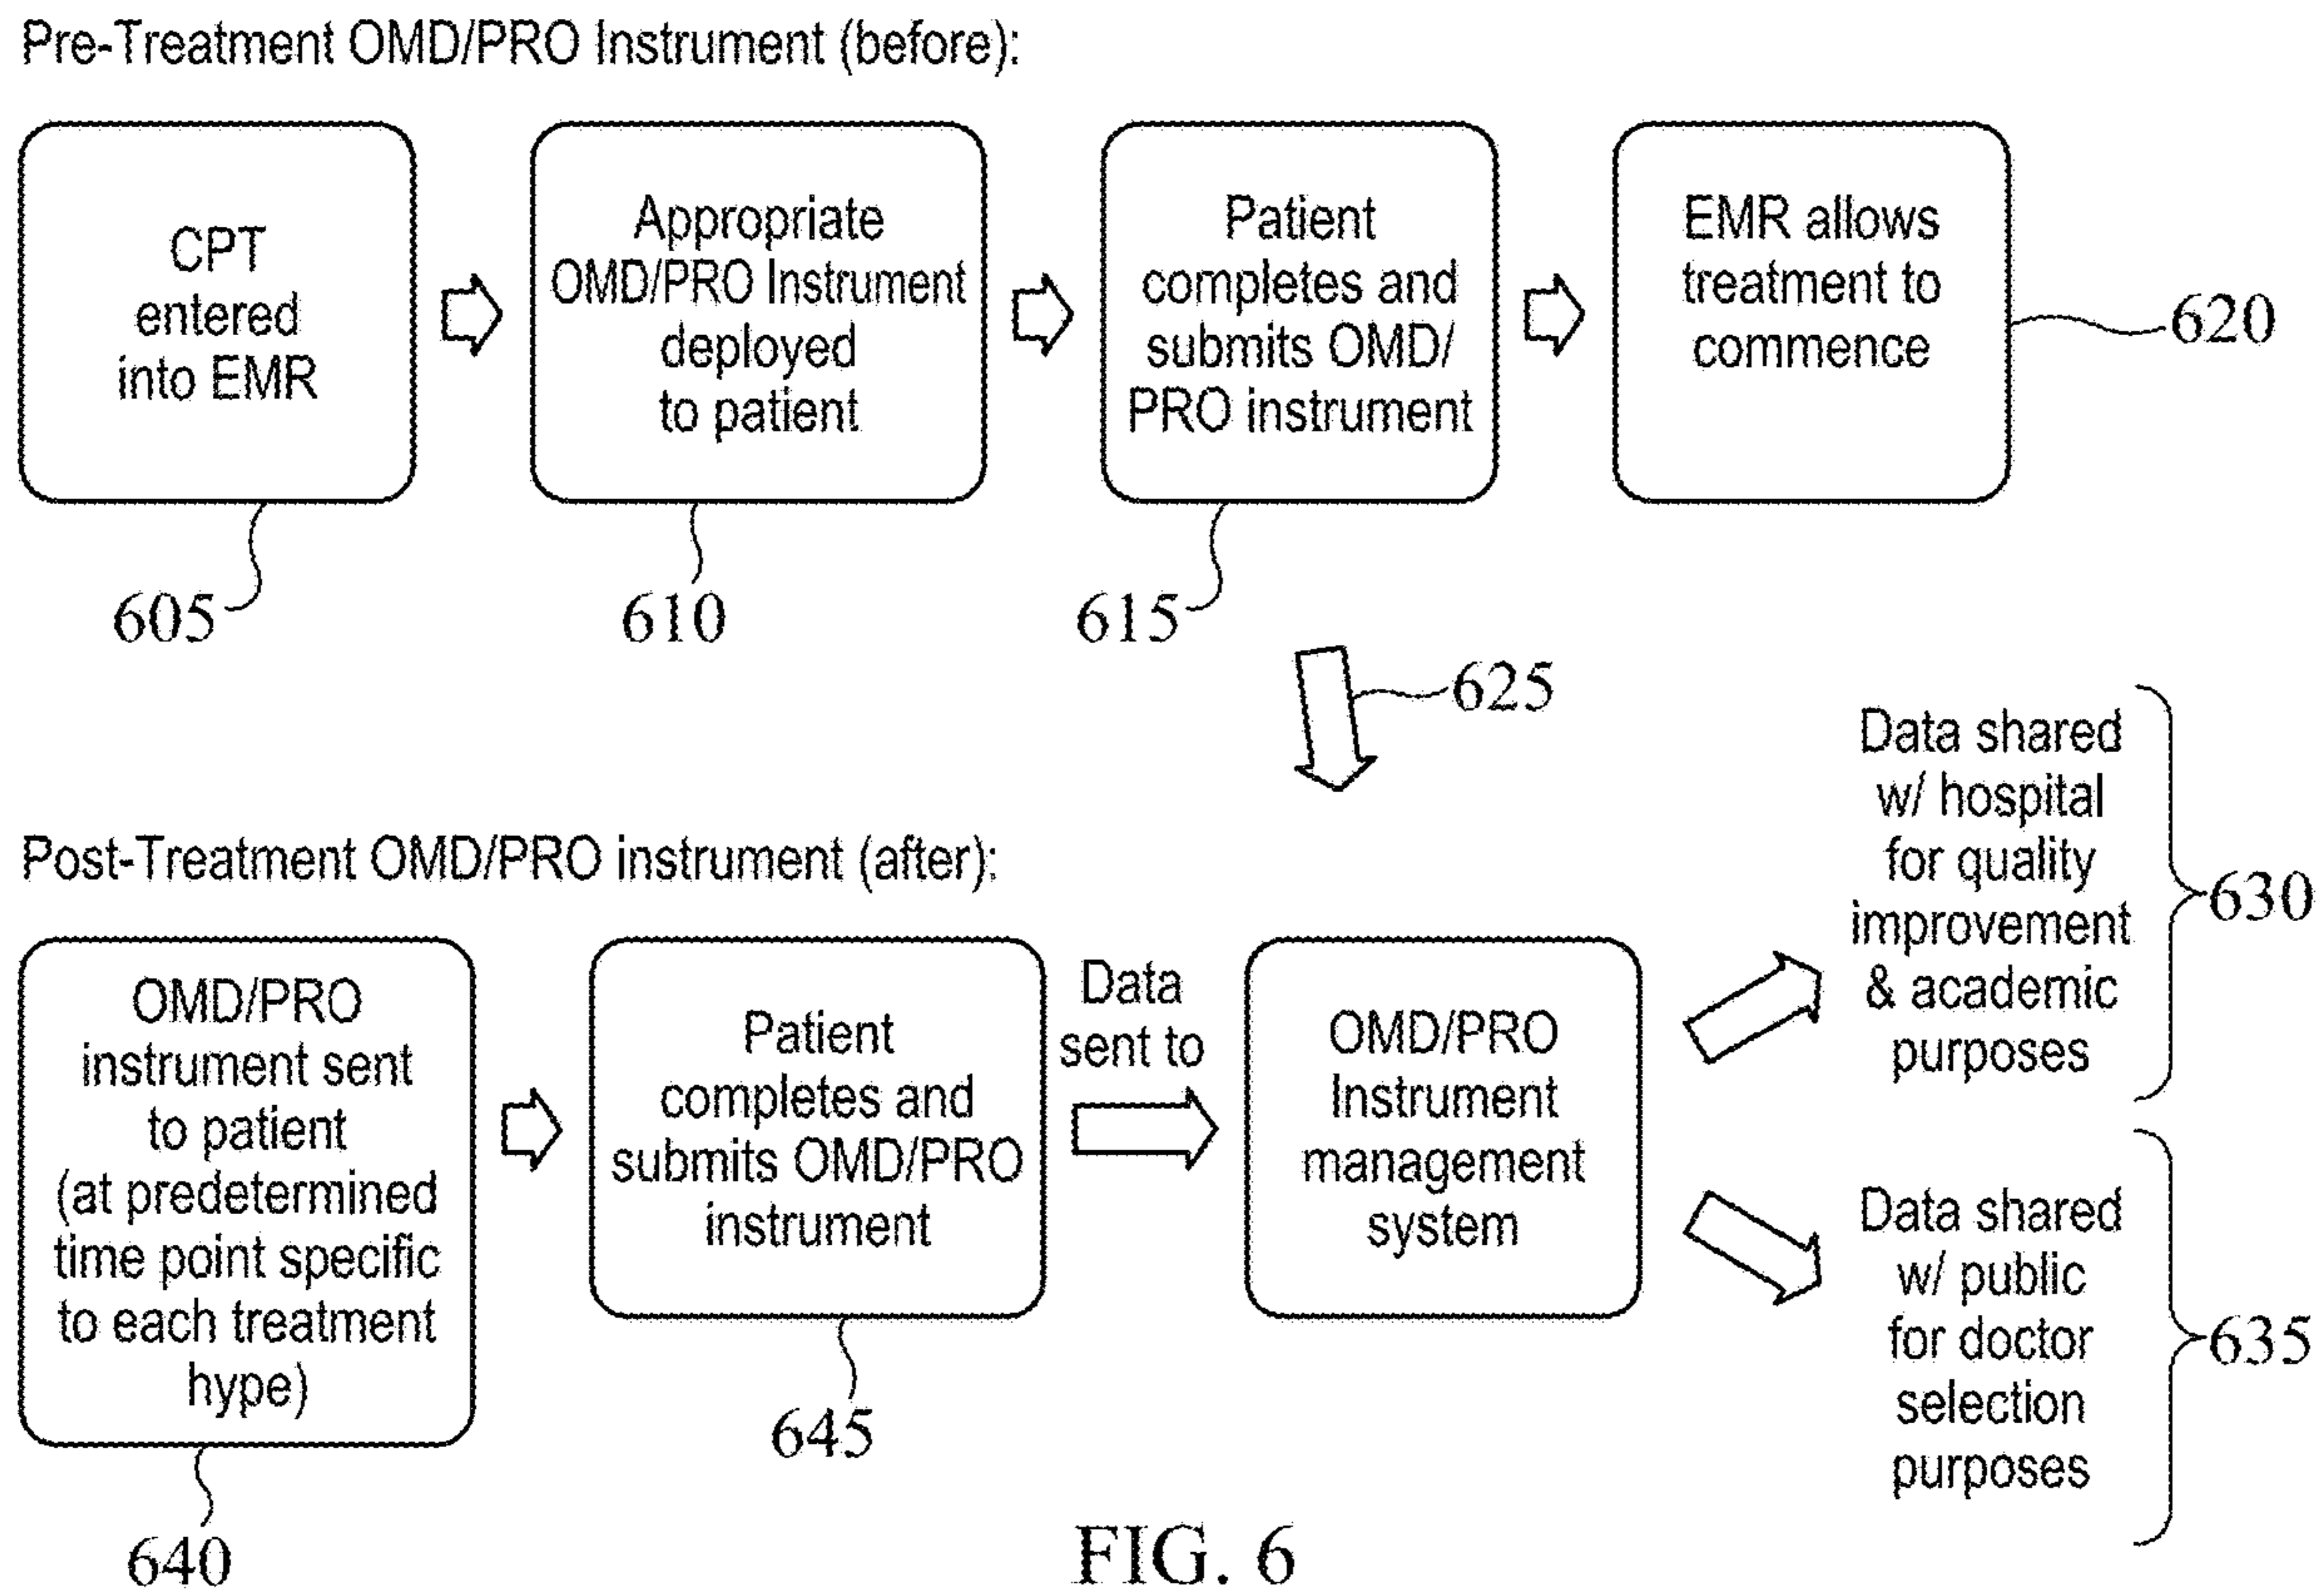 Pre-Treatment OMD/PRO Instrument (before):
CPT
entered
into EMR
Appropriate
OMD/PRO Instrument
deployed
to patient
Patient
completes and
submits OMD/
PRO instrument
EMR allows
treatment to
commence
620
605
610
615
625
Post-Treatment OMD/PRO instrument (after):
OMD/PRO
instrument sent
to patient
(at predetermined
time point specific
to each treatment
hype)
Patient
completes and
submits OMD/PRO
instrument
Data
sent to
OMD/PRO
Instrument
management
system
Data shared
w/ hospital
for quality
improvement
& academic
purposes
630
Data shared
w/ public
for doctor
selection
purposes
635
640
645
FIG. 6